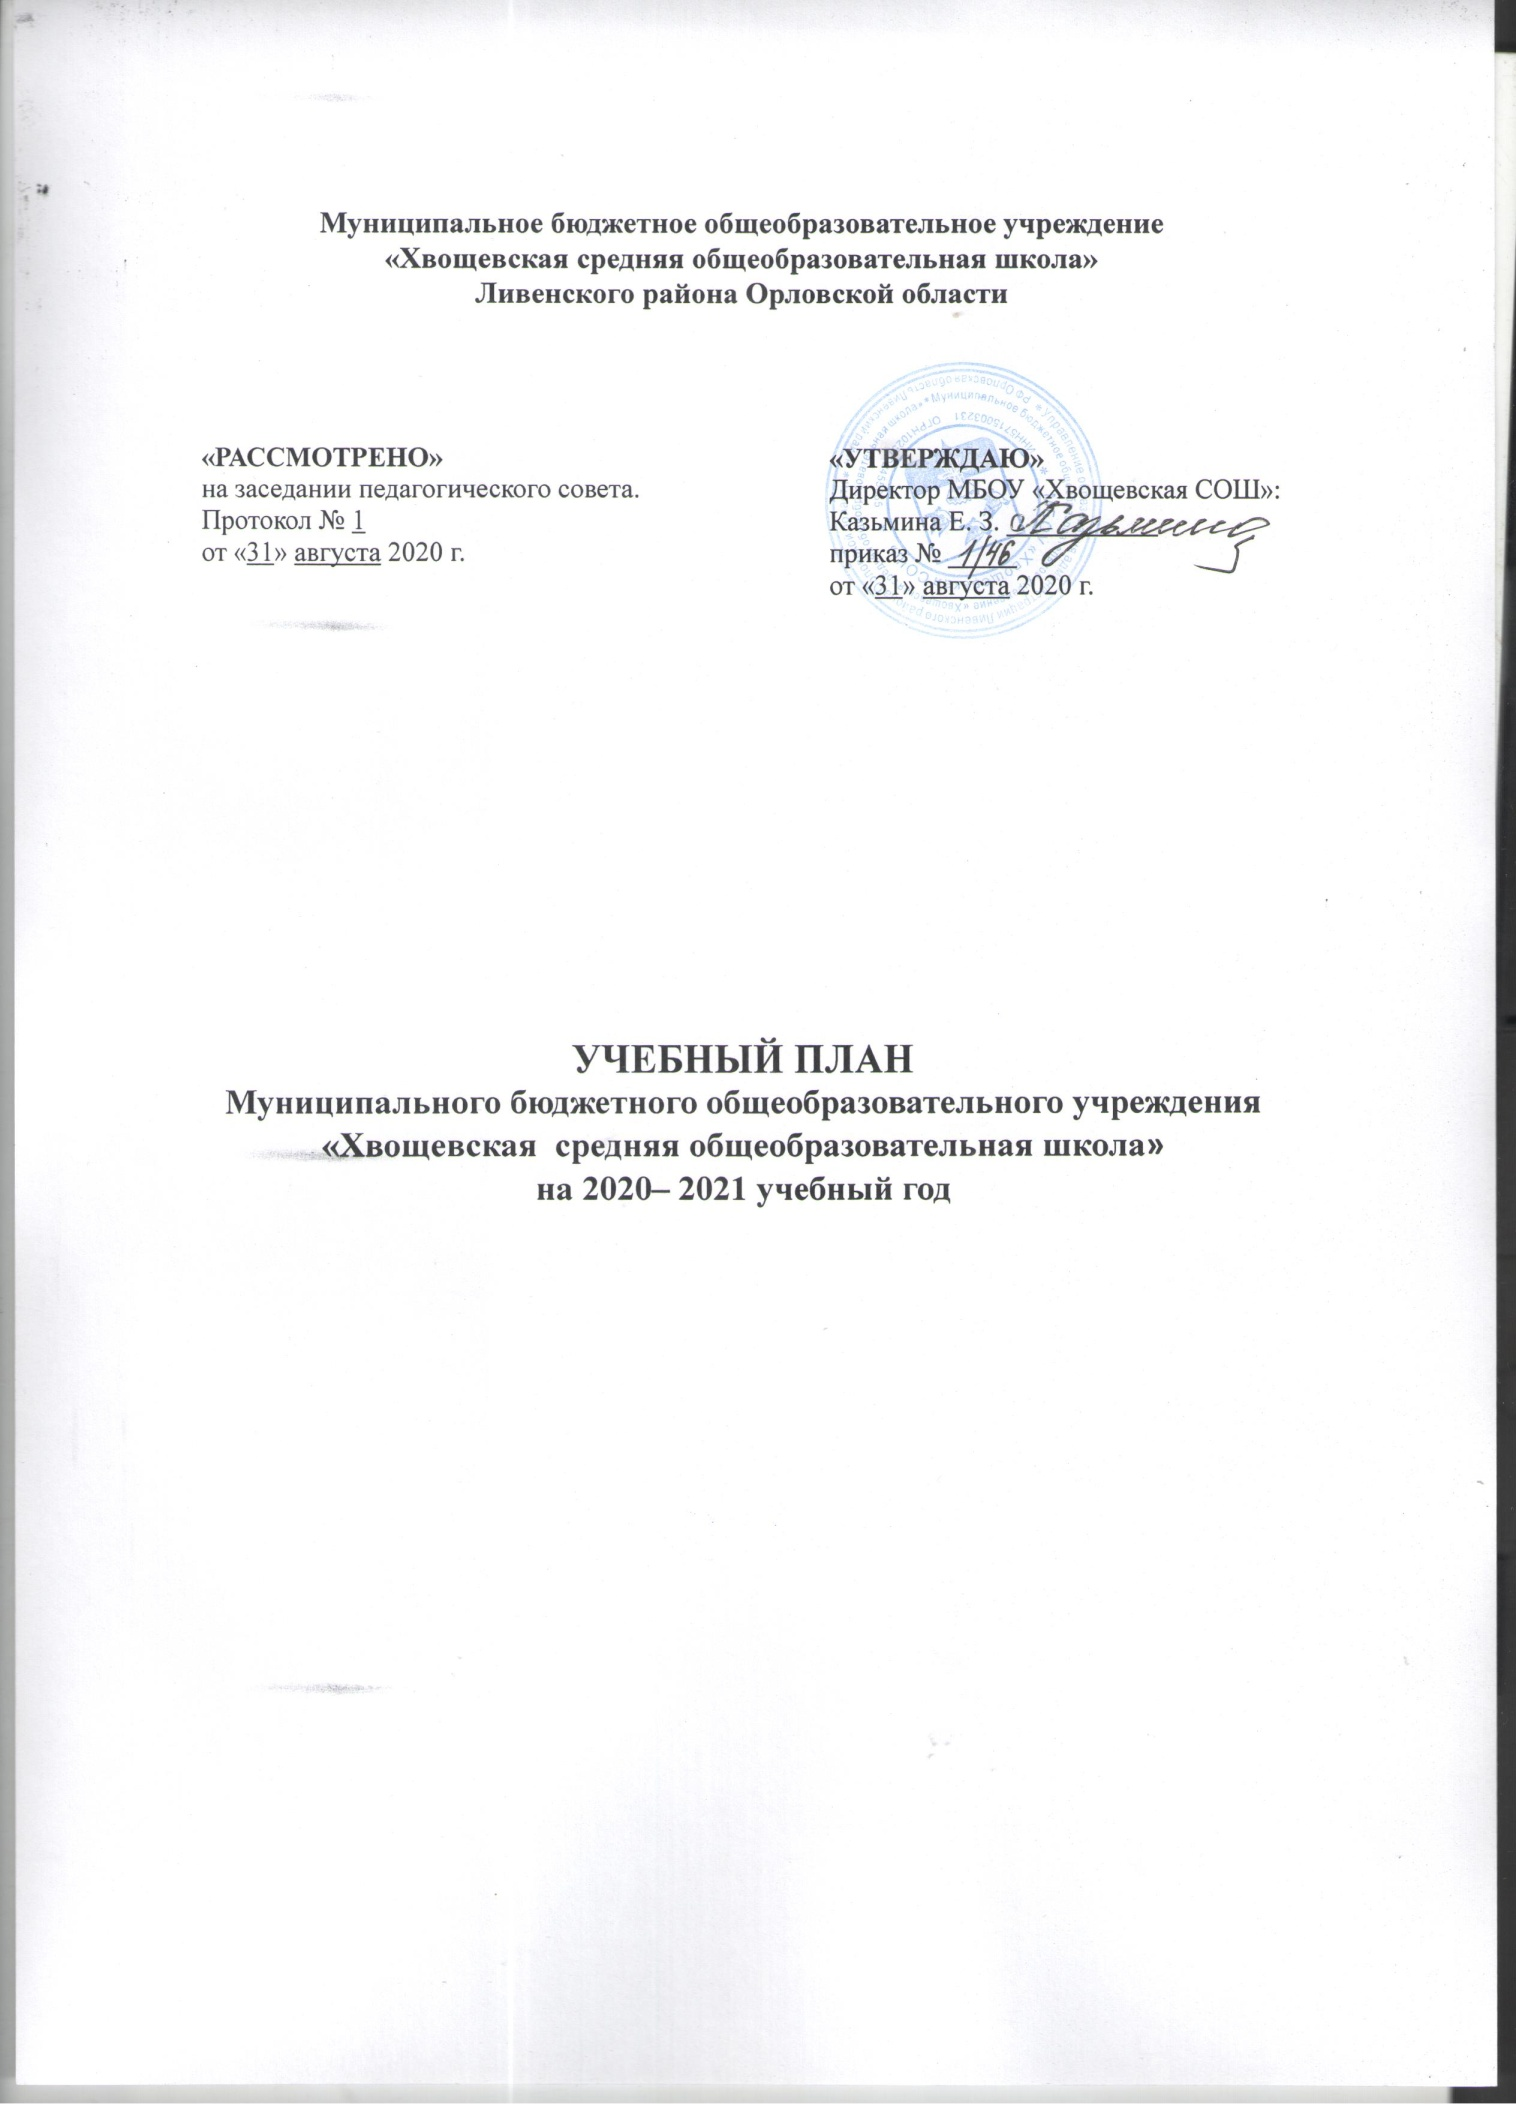 Муниципальное бюджетное общеобразовательное учреждение
«Хвощевская средняя общеобразовательная школа»
Ливенского района Орловской области
«РАССМОТРЕНО»
на заседании педагогического совета.
Протокол № 1
от «31» августа 2020 г.
«УТВЕРЖДАЮ»
Директор МБОУ «Хвощевская СОШ»:
Казьмина Е. З.
приказ № 1/46
от «31» августа 2020 г.
УЧЕБНЫЙ ПЛАН
Муниципального бюджетного общеобразовательного учреждения
«Хвощевская  средняя общеобразовательная школа»
на 2020– 2021 учебный год